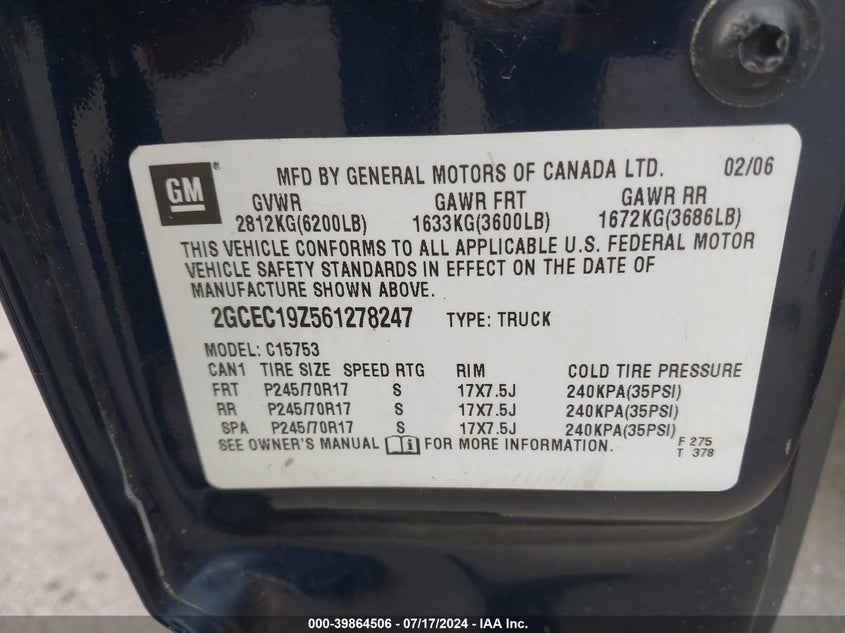 GM®
MFD BY GENERAL MOTORS OF CANADA LTD. 02/06
GVWR GAWR FRT GAWR RR
2812KG(6200LB) 1633KG(3600LB) 1672KG(3686LB)
THIS VEHICLE CONFORMS TO ALL APPLICABLE U.S. FEDERAL MOTOR
VEHICLE SAFETY STANDARDS IN EFFECT ON THE DATE OF
MANUFACTURE SHOWN ABOVE.
2GCEC19Z561278247 TYPE: TRUCK
MODEL: C15753
CAN1 TIRE SIZE SPEED RTG RIM COLD TIRE PRESSURE
FRT P245/70R17 S 17X7.5J 240KPA(35PSI)
RR P245/70R17 S 17X7.5J 240KPA(35PSI)
SPA P245/70R17 S 17X7.5J 240KPA(35PSI)
SEE OWNER'S MANUAL FOR MORE INFORMATION. F 275
T 378
000-39864506 - 07/17/2024 - IAA Inc.